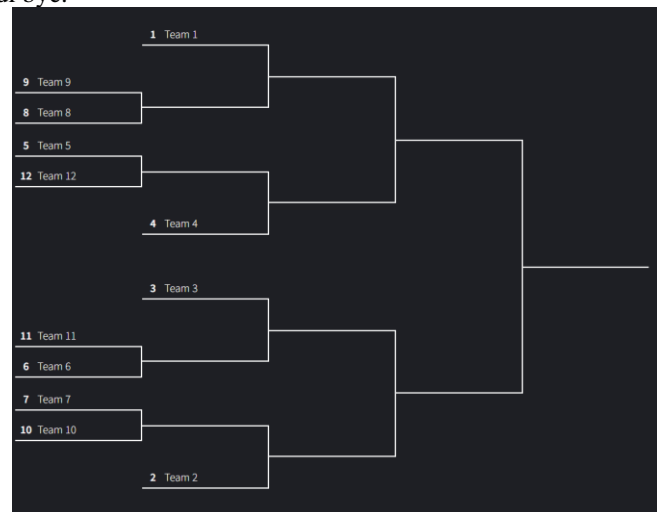 bye.
1 Team 1
9 Team 9
8 Team 8
5 Team 5
12 Team 12
4 Team 4
3 Team 3
11 Team 11
6 Team 6
7 Team 7
10 Team 10
2 Team 2